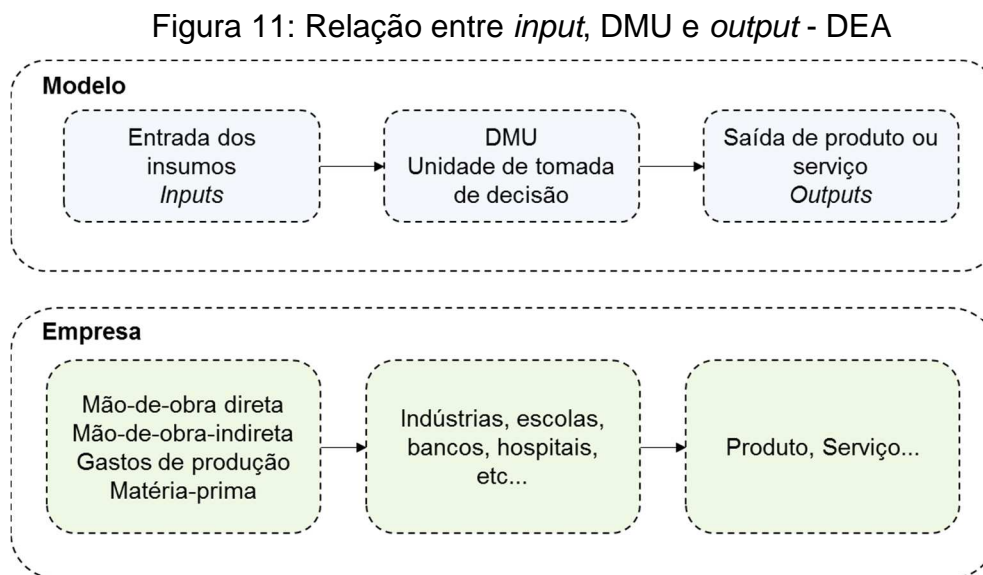 Figura 11: Relação entre input, DMU e output - DEA
Modelo
Entrada dos
insumos
Inputs
DMU
Unidade de tomada
de decisão
Saída de produto ou
serviço
Outputs
Empresa
Mão-de-obra direta
Mão-de-obra-indireta
Gastos de produção
Matéria-prima
Indústrias, escolas,
bancos, hospitais,
etc...
Produto, Serviço...